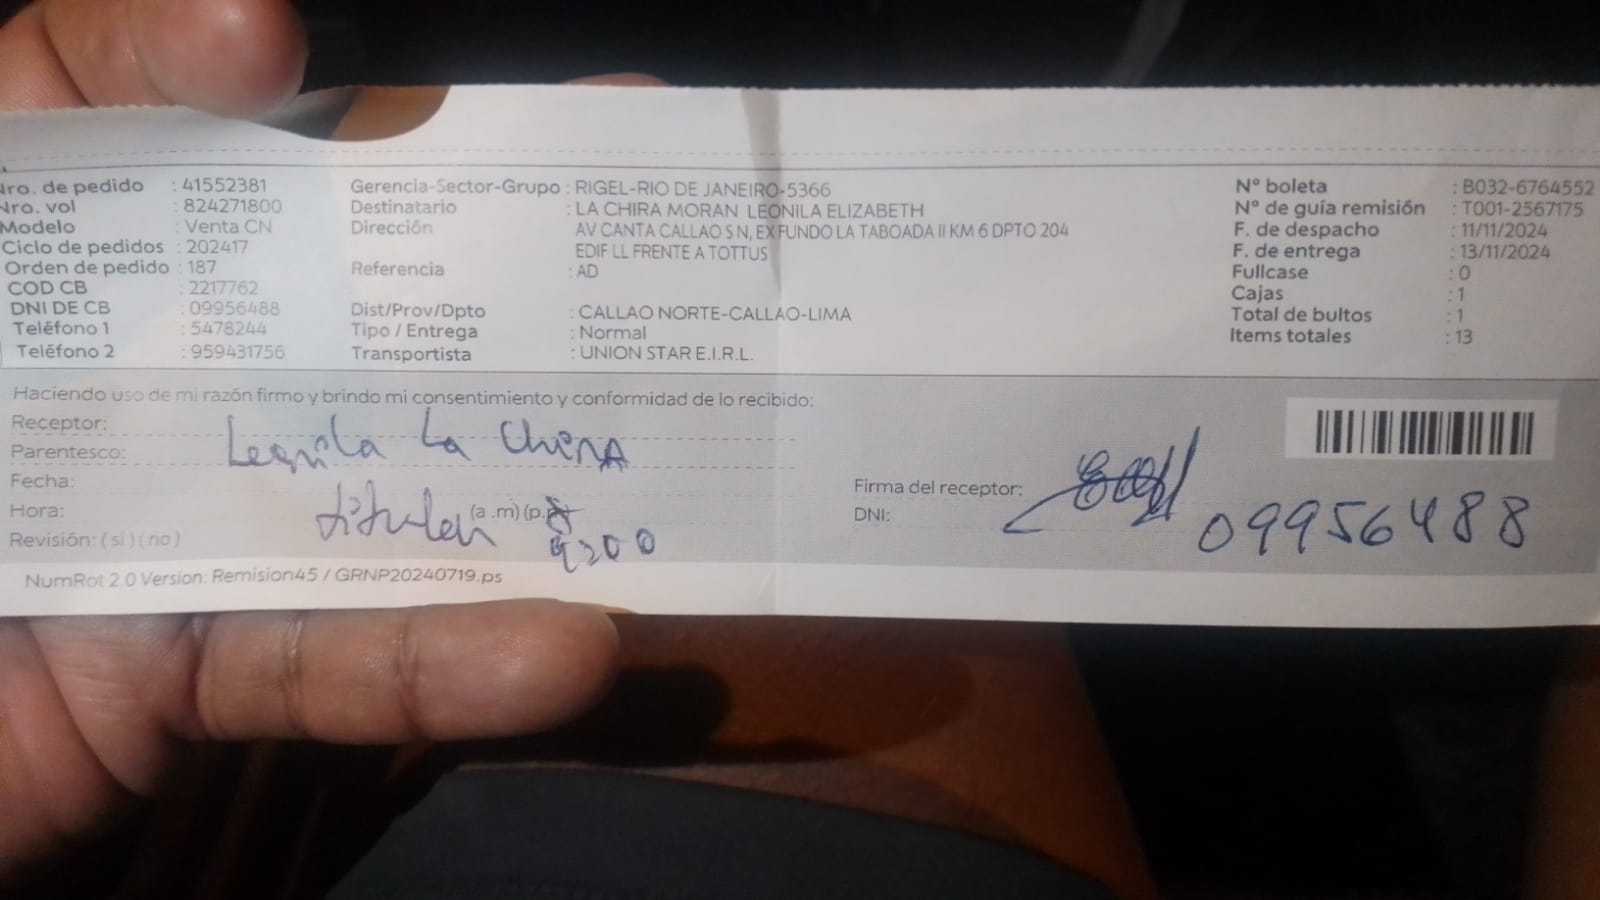 Nro. de pedido : 41552381
Nro. vol : 824271800
Modelo : Venta CN
Ciclo de pedidos : 202417
Orden de pedido : 187
COD CB : 2217762
DNI DE CB : 09956488
Teléfono 1 : 5478244
Teléfono 2 : 959431756
Gerencia-Sector-Grupo : RIGEL-RIO DE JANEIRO-5366
Destinatario : LA CHIRA MORAN LEONILA ELIZABETH
Dirección AV CANTA CALLAO S N, EX FUNDO LA TABOADA II KM 6 DPTO 204
EDIF LL FRENTE A TOTTUS
Referencia : AD
Dist/Prov/Dpto : CALLAO NORTE-CALLAO-LIMA
Tipo / Entrega : Normal
Transportista : UNION STAR E.I.R.L.
N° boleta : B032-6764552
N° de guía remisión : T001-2567175
F. de despacho : 11/11/2024
F. de entrega : 13/11/2024
Fullcase : 0
Cajas : 1
Total de bultos : 1
Items totales : 13
Haciendo uso de mi razón firmo y brindo mi consentimiento y conformidad de lo recibido:
Receptor:
Leonila La Chira
Parentesco:
Fecha:
Hora: titular (a .m) (p.
Revisión: ( si ) ( no )
Firma del receptor:
DNI: 09956488
NumRot 2.0 Version: Remision45 / GRNP20240719.ps